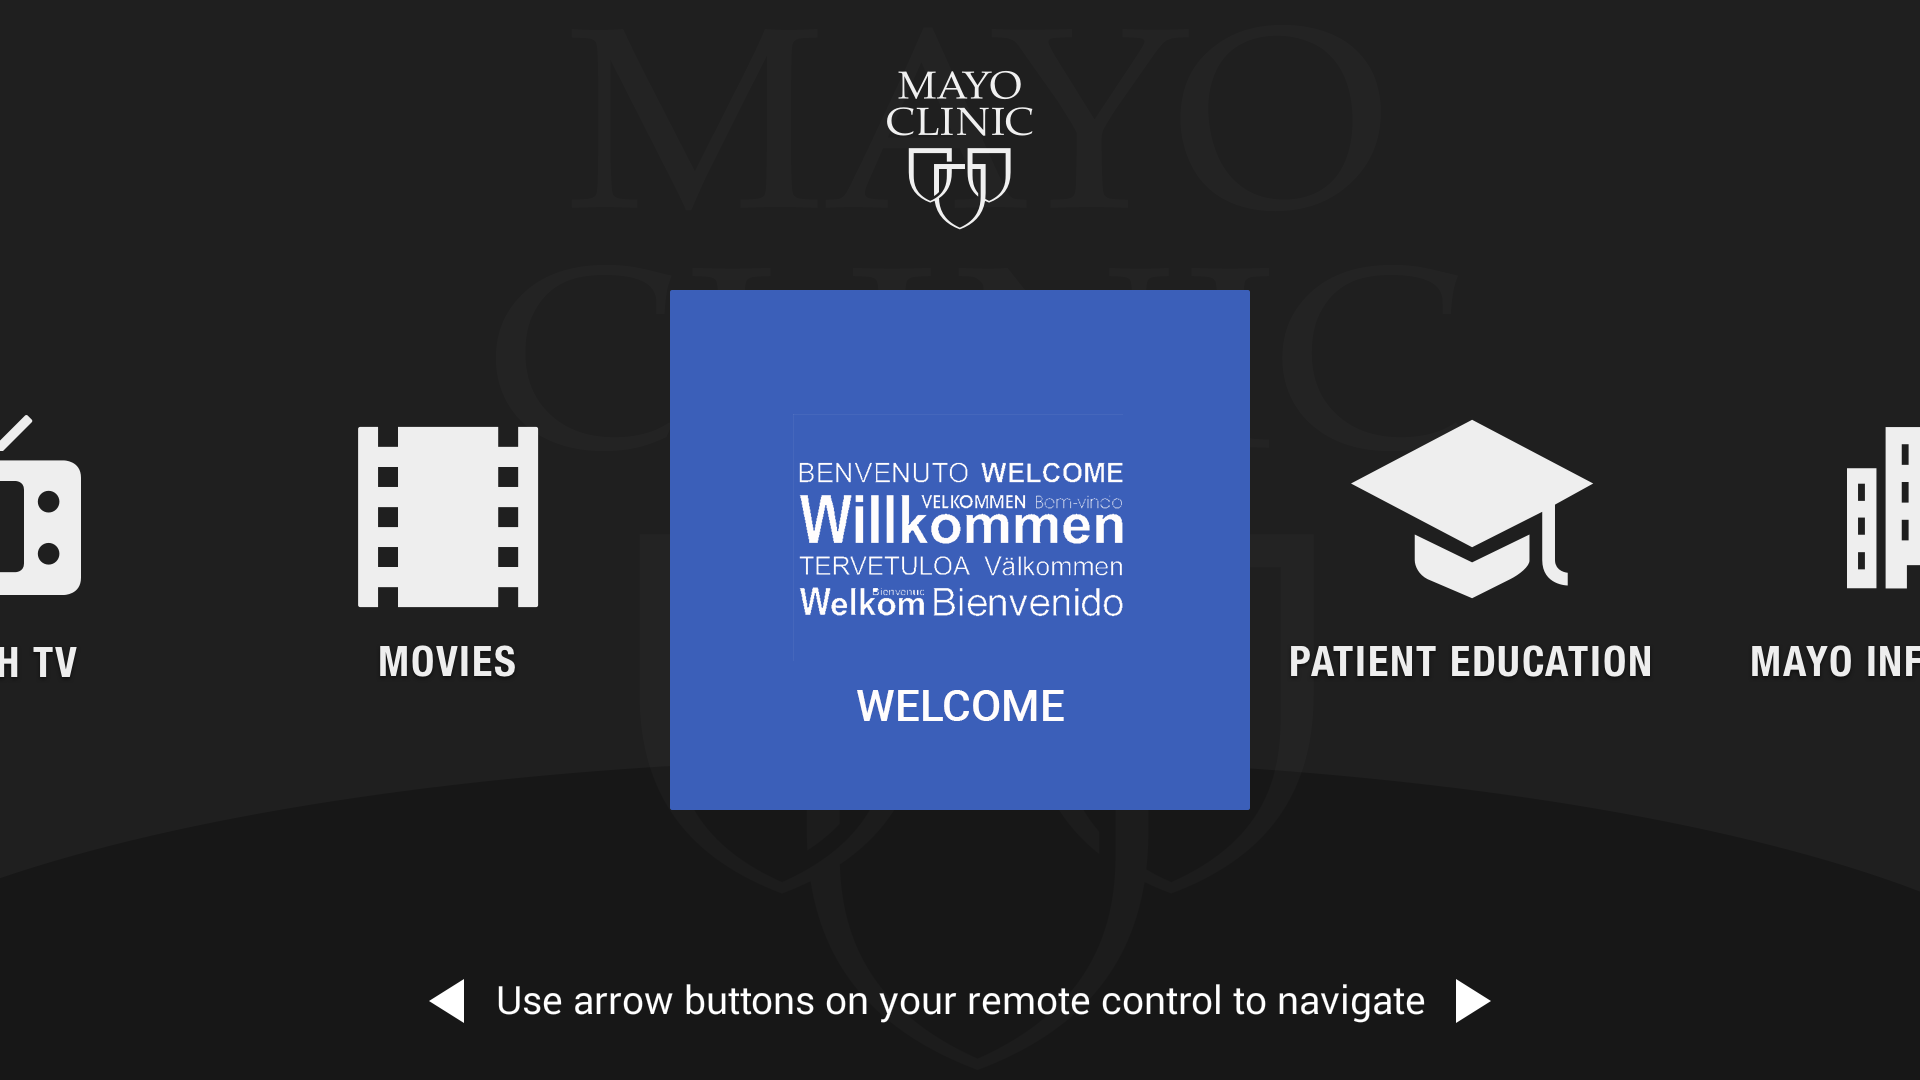 MAYO
CLINIC
BENVENUTO WELCOME
Willkommen VELKOMMEN Bem-vindo
TERVETULOA Välkommen
Welkom Bienvenue Bienvenido
H TV
MOVIES
WELCOME
PATIENT EDUCATION
MAYO INF
Use arrow buttons on your remote control to navigate